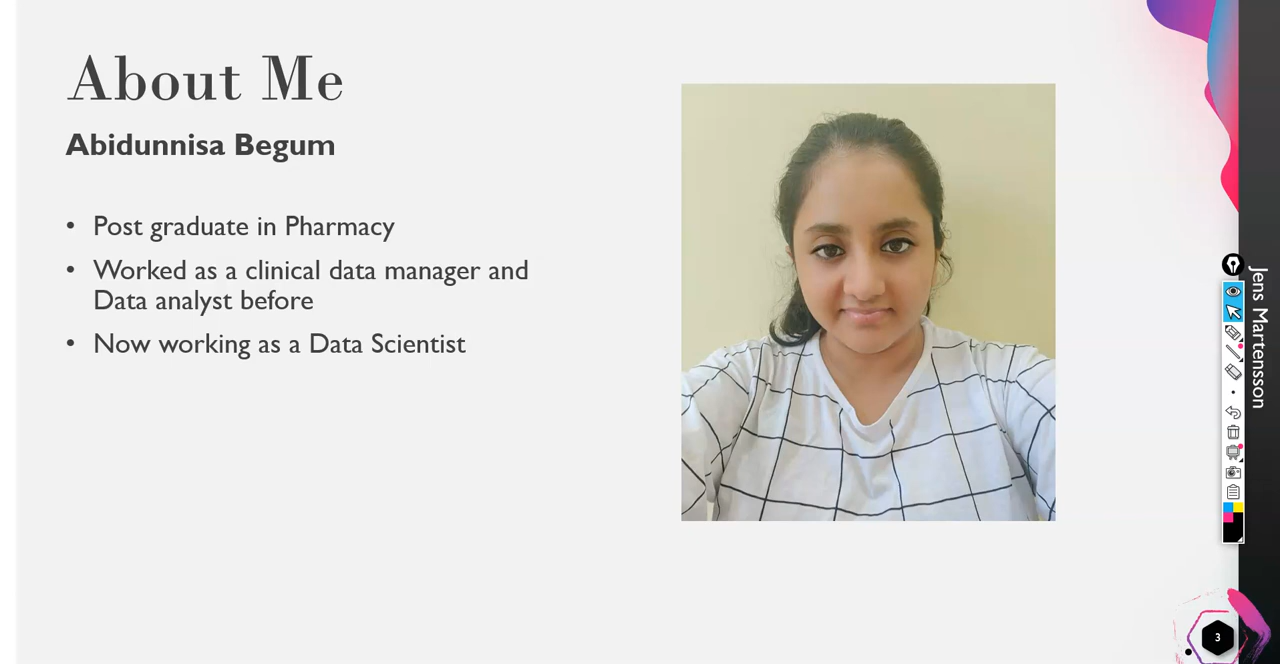 About Me
Abidunnisa Begum
• Post graduate in Pharmacy
• Worked as a clinical data manager and
Data analyst before
• Now working as a Data Scientist
Jens Martensson
3